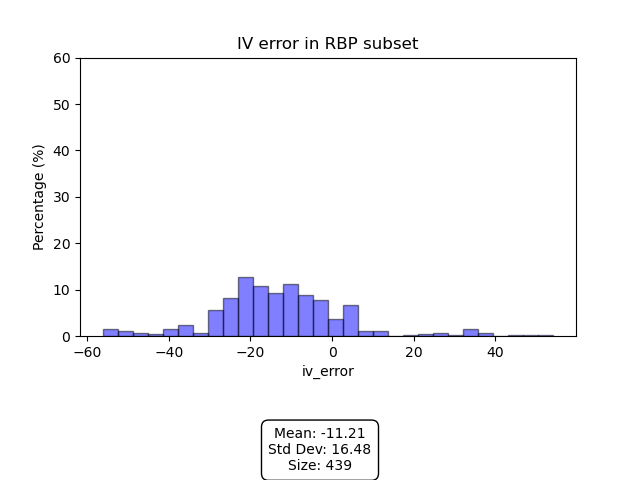 IV error in RBP subset
60
50
40
30
20
10
0
Percentage (%)
−60
−40
−20
0
20
40
iv_error
Mean: -11.21
Std Dev: 16.48
Size: 439